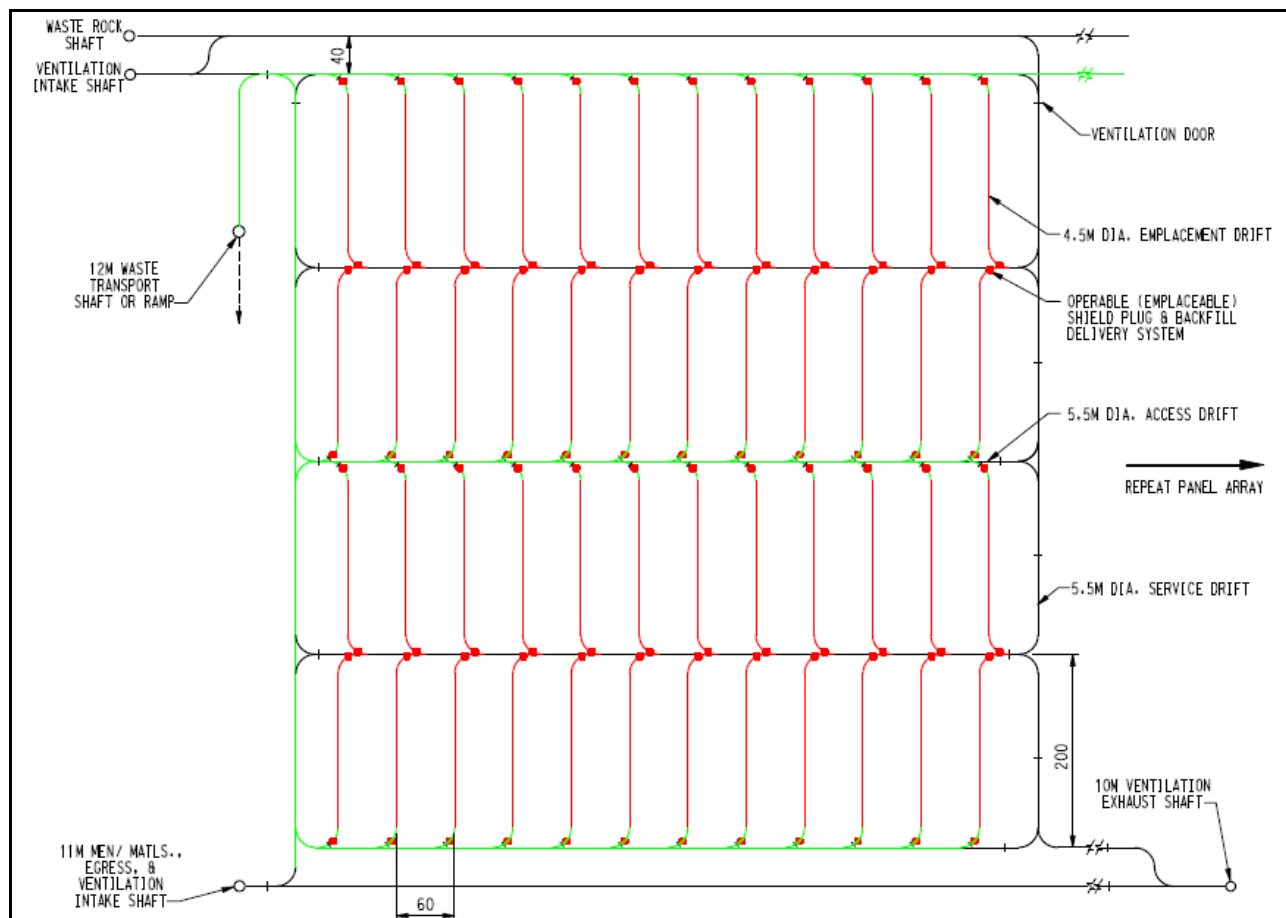 WASTE ROCK
SHAFT
VENTILATION
INTAKE SHAFT
40
VENTILATION DOOR
4.5M DIA. EMPLACEMENT DRIFT
12M WASTE
TRANSPORT
SHAFT OR RAMP
OPERABLE (EMPLACEABLE)
SHIELD PLUG & BACKFILL
DELIVERY SYSTEM
5.5M DIA. ACCESS DRIFT
REPEAT PANEL ARRAY
5.5M DIA. SERVICE DRIFT
200
10M VENTILATION
EXHAUST SHAFT
11M MEN/ MATLS.,
EGRESS, &
VENTILATION
INTAKE SHAFT
60